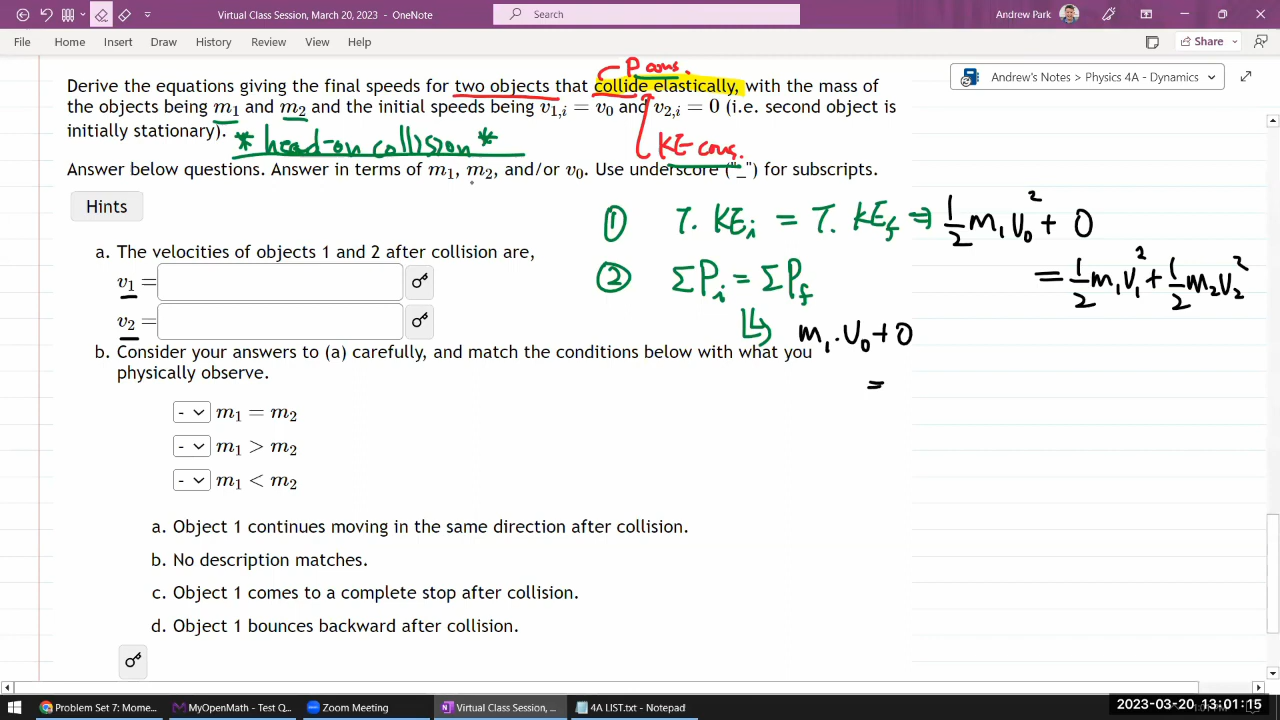 Virtual Class Session, March 20, 2023 - OneNote
Search
Andrew Park
File Home Insert Draw History Review View Help
Share
Andrew's Notes » Physics 4A - Dynamics
P cons.
Derive the equations giving the final speeds for two objects that collide elastically, with the mass of
the objects being m₁ and m₂ and the initial speeds being v₁,ᵢ = v₀ and v₂,ᵢ = 0 (i.e. second object is
initially stationary).
* head-on collision *
KE cons.
Answer below questions. Answer in terms of m₁, m₂, and/or v₀. Use underscore ("_") for subscripts.
Hints
① T. KEᵢ = T. KE_f ⇒ 1/2 m₁ v₀² + 0
= 1/2 m₁ v₁² + 1/2 m₂ v₂²
② ΣPᵢ = ΣP_f
↳ m₁ · v₀ + 0
=
a. The velocities of objects 1 and 2 after collision are,
v₁ =
v₂ =
b. Consider your answers to (a) carefully, and match the conditions below with what you
physically observe.
- m₁ = m₂
- m₁ > m₂
- m₁ < m₂
a. Object 1 continues moving in the same direction after collision.
b. No description matches.
c. Object 1 comes to a complete stop after collision.
d. Object 1 bounces backward after collision.
Problem Set 7: Mome...
MyOpenMath - Test Q...
Zoom Meeting
Virtual Class Session,...
4A LIST.txt - Notepad
2023-03-20 13:01:15